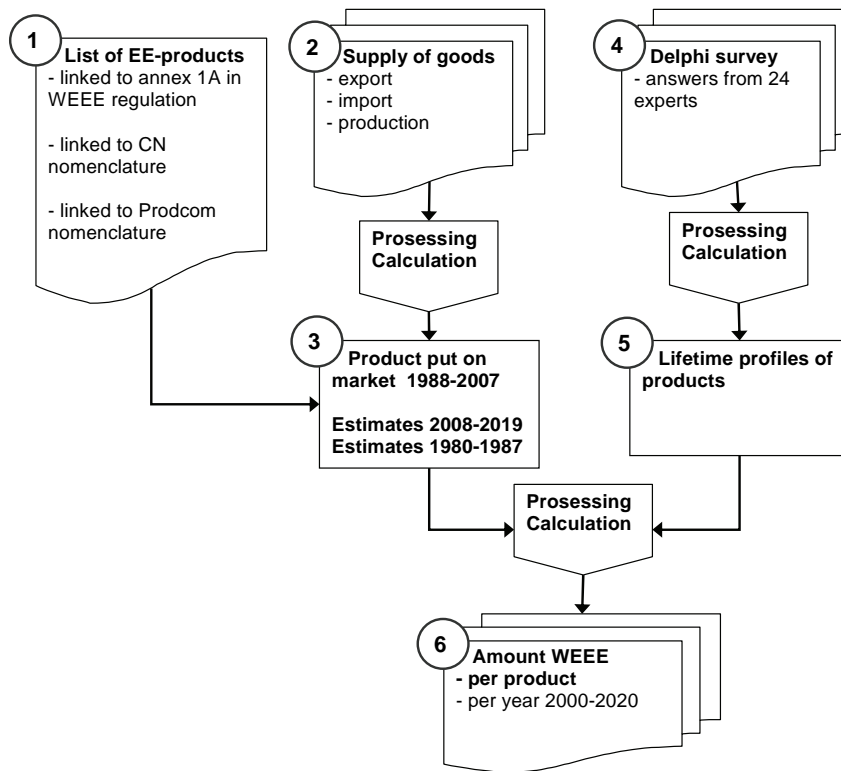 1
List of EE-products
- linked to annex 1A in
WEEE regulation
- linked to CN
nomenclature
- linked to Prodcom
nomenclature
2
Supply of goods
- export
- import
- production
4
Delphi survey
- answers from 24
experts
Prosessing
Calculation
Prosessing
Calculation
3
Product put on
market 1988-2007
Estimates 2008-2019
Estimates 1980-1987
5
Lifetime profiles of
products
Prosessing
Calculation
6
Amount WEEE
- per product
- per year 2000-2020